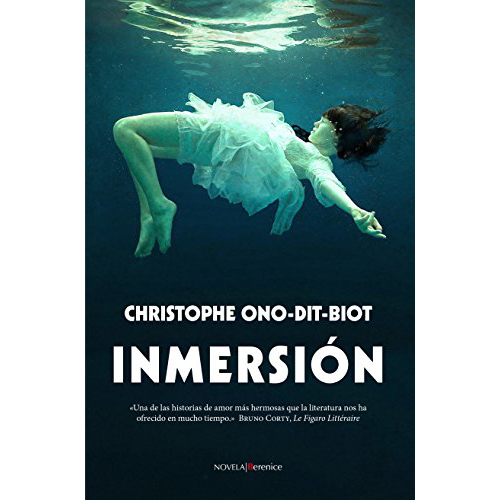 CHRISTOPHE ONO-DIT-BIOT
INMERSIÓN
«Una de las historias de amor más hermosas que la literatura nos ha
ofrecido en mucho tiempo.» BRUNO CORTY, Le Figaro Littéraire
NOVELA|Berenice